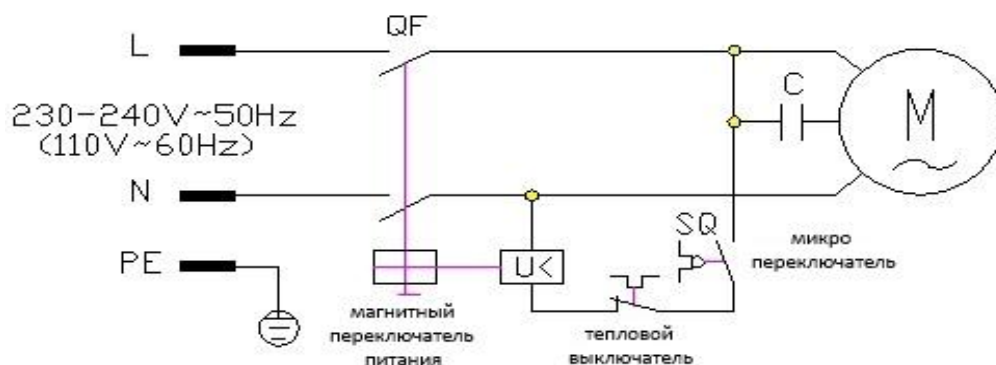 QF
L
C
230-240V~50Hz
(110V~60Hz)
M
N
SQ
микро
переключатель
PE
U<
магнитный
переключатель
питания
тепловой
выключатель